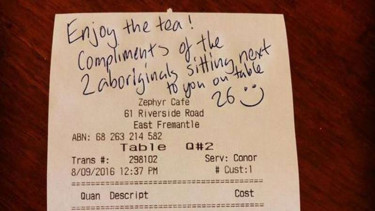 Enjoy the tea!
Compliments of the
2 aboriginals sitting next
to you on table
26 :)
Zephyr Cafe
61 Riverside Road
East Fremantle
ABN: 68 263 214 582
Table Q#2
Trans #: 298102 Serv: Conor
8/09/2016 12:37 PM # Cust:1
Quan Descript Cost